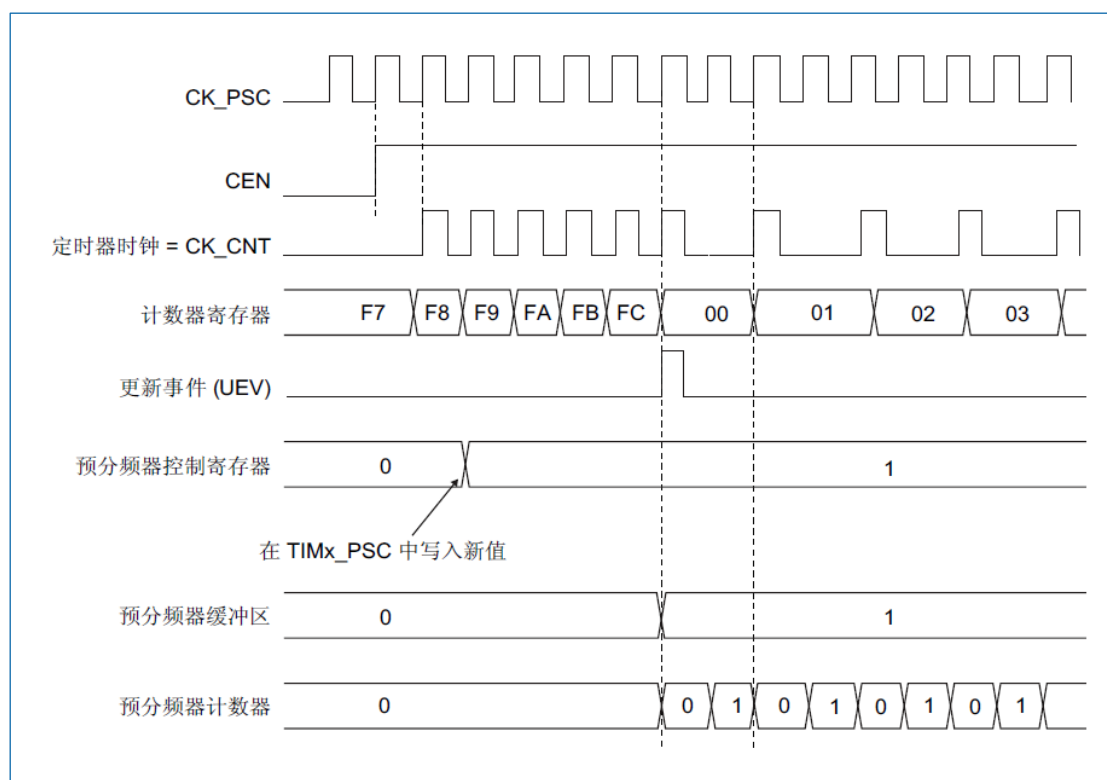 CK_PSC
CEN
定时器时钟 = CK_CNT
计数器寄存器 F7 F8 F9 FA FB FC 00 01 02 03
更新事件 (UEV)
预分频器控制寄存器 0 1
在 TIMx_PSC 中写入新值
预分频器缓冲区 0 1
预分频器计数器 0 0 1 0 1 0 1 0 1